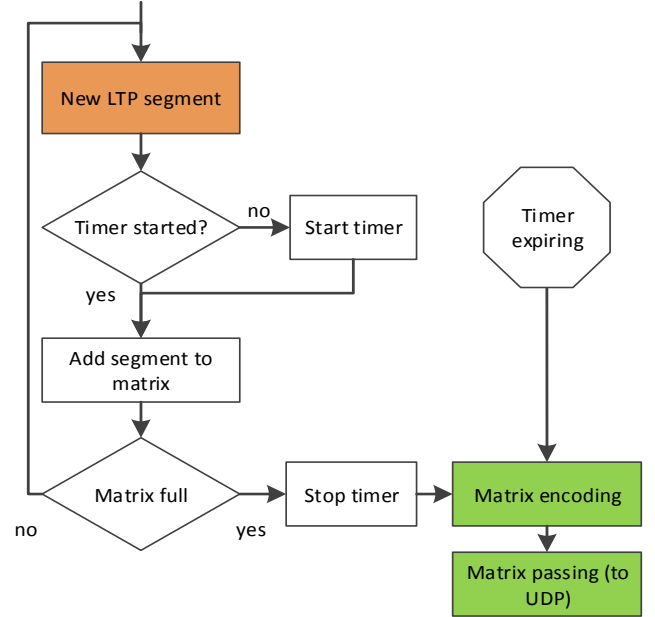 New LTP segment
Timer started?
no
Start timer
Timer
expiring
yes
Add segment to
matrix
Matrix full
no
yes
Stop timer
Matrix encoding
Matrix passing (to
UDP)